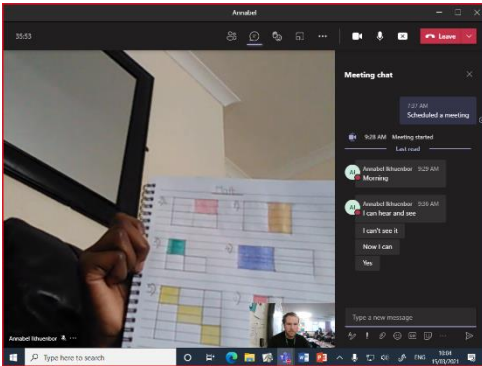 Annabel
35:53
Leave
Meeting chat
7:27 AM
Scheduled a meeting
9:28 AM Meeting started
Last read
Annabel Ikhuenbor 9:29 AM
Morning
Annabel Ikhuenbor 9:36 AM
I can hear and see
I can't see it
Now I can
Yes
Type a new message
Annabel Ikhuenbor
Type here to search
ENG
10:04
15/03/2021